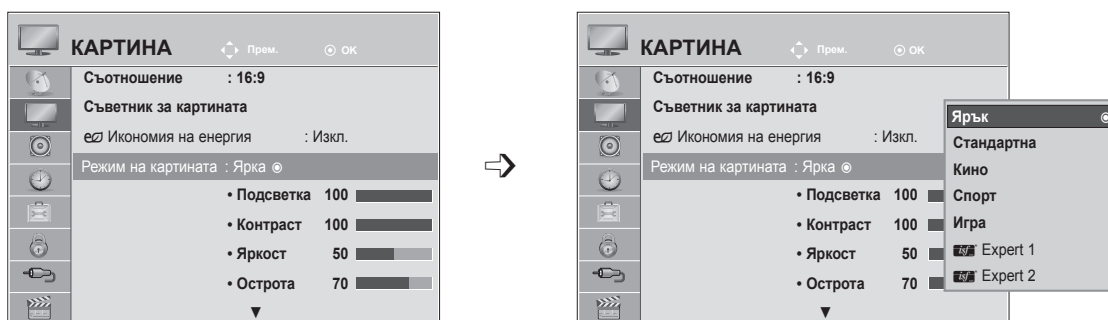 КАРТИНА Прем. OK
Съотношение : 16:9
Съветник за картината
Икономия на енергия : Изкл.
Режим на картината : Ярка
• Подсветка 100
• Контраст 100
• Яркост 50
• Острота 70
КАРТИНА Прем. OK
Съотношение : 16:9
Съветник за картината
Икономия на енергия : Изкл.
Режим на картината : Ярка
• Подсветка 100
• Контраст 100
• Яркост 50
• Острота 70
Ярък
Стандартна
Кино
Спорт
Игра
isf Expert 1
isf Expert 2